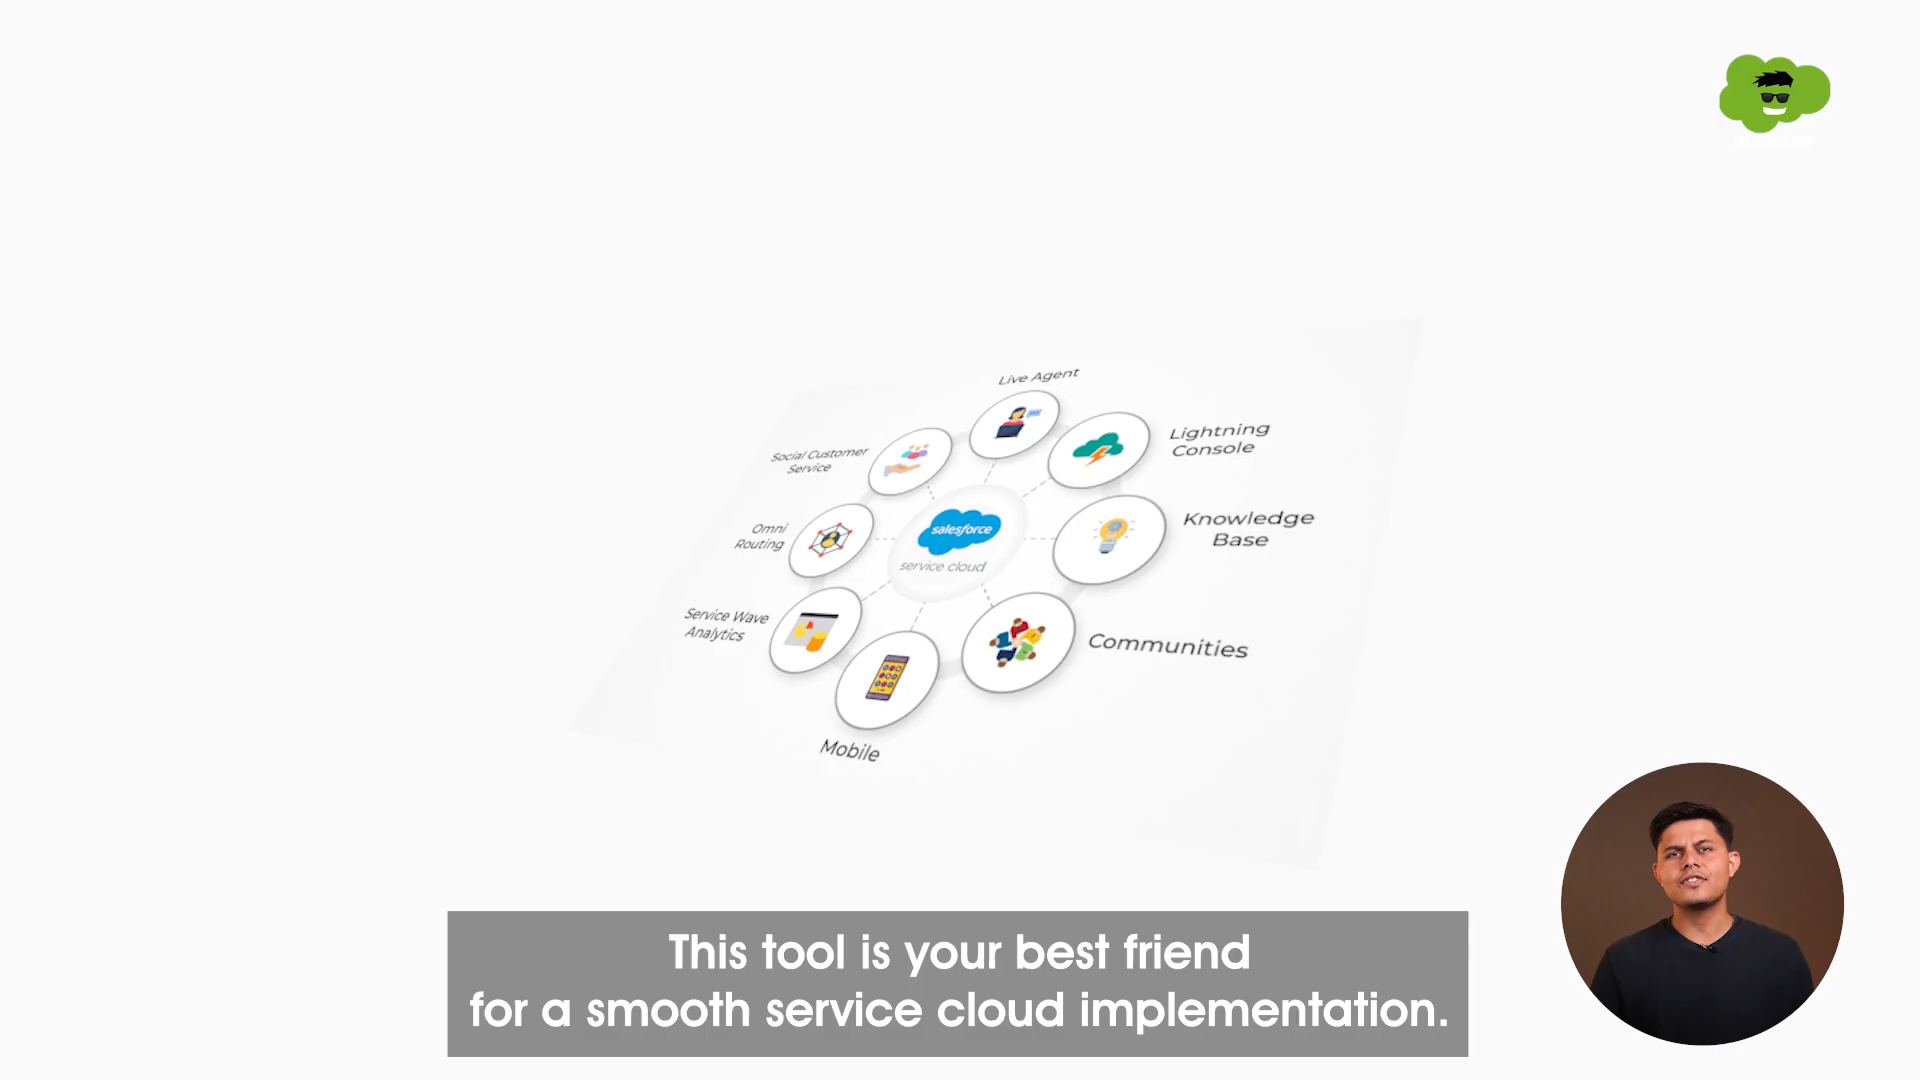 Live Agent
Lightning
Console
Social Customer
Service
Knowledge
Base
Omni
Routing
salesforce
service cloud
Service Wave
Analytics
Communities
Mobile
This tool is your best friend
for a smooth service cloud implementation.